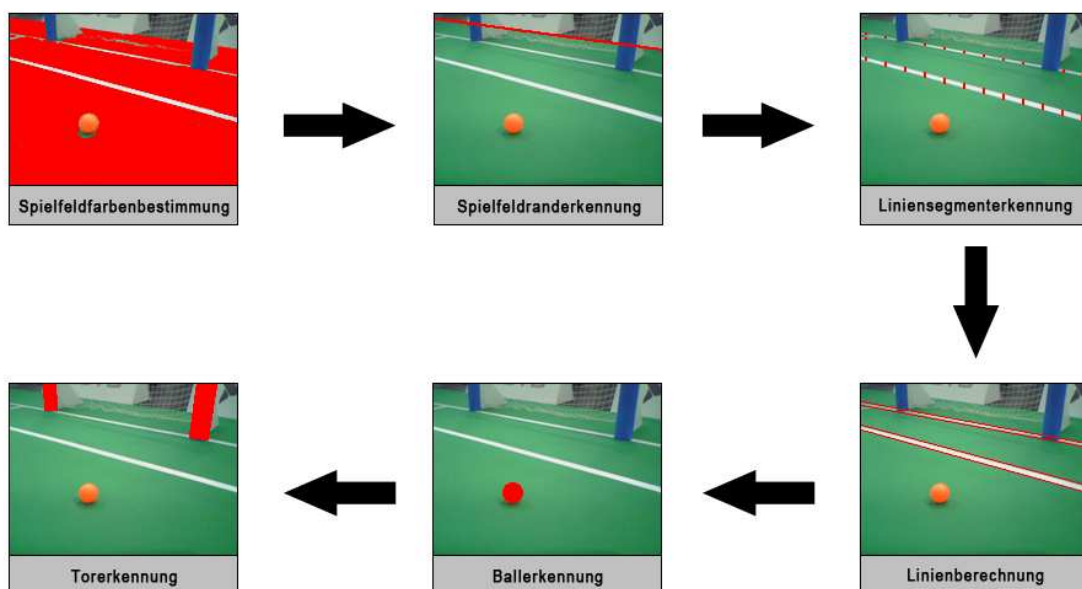 Spielfeldfarbenbestimmung
Spielfeldranderkennung
Liniensegmenterkennung
Linienberechnung
Ballerkennung
Torerkennung